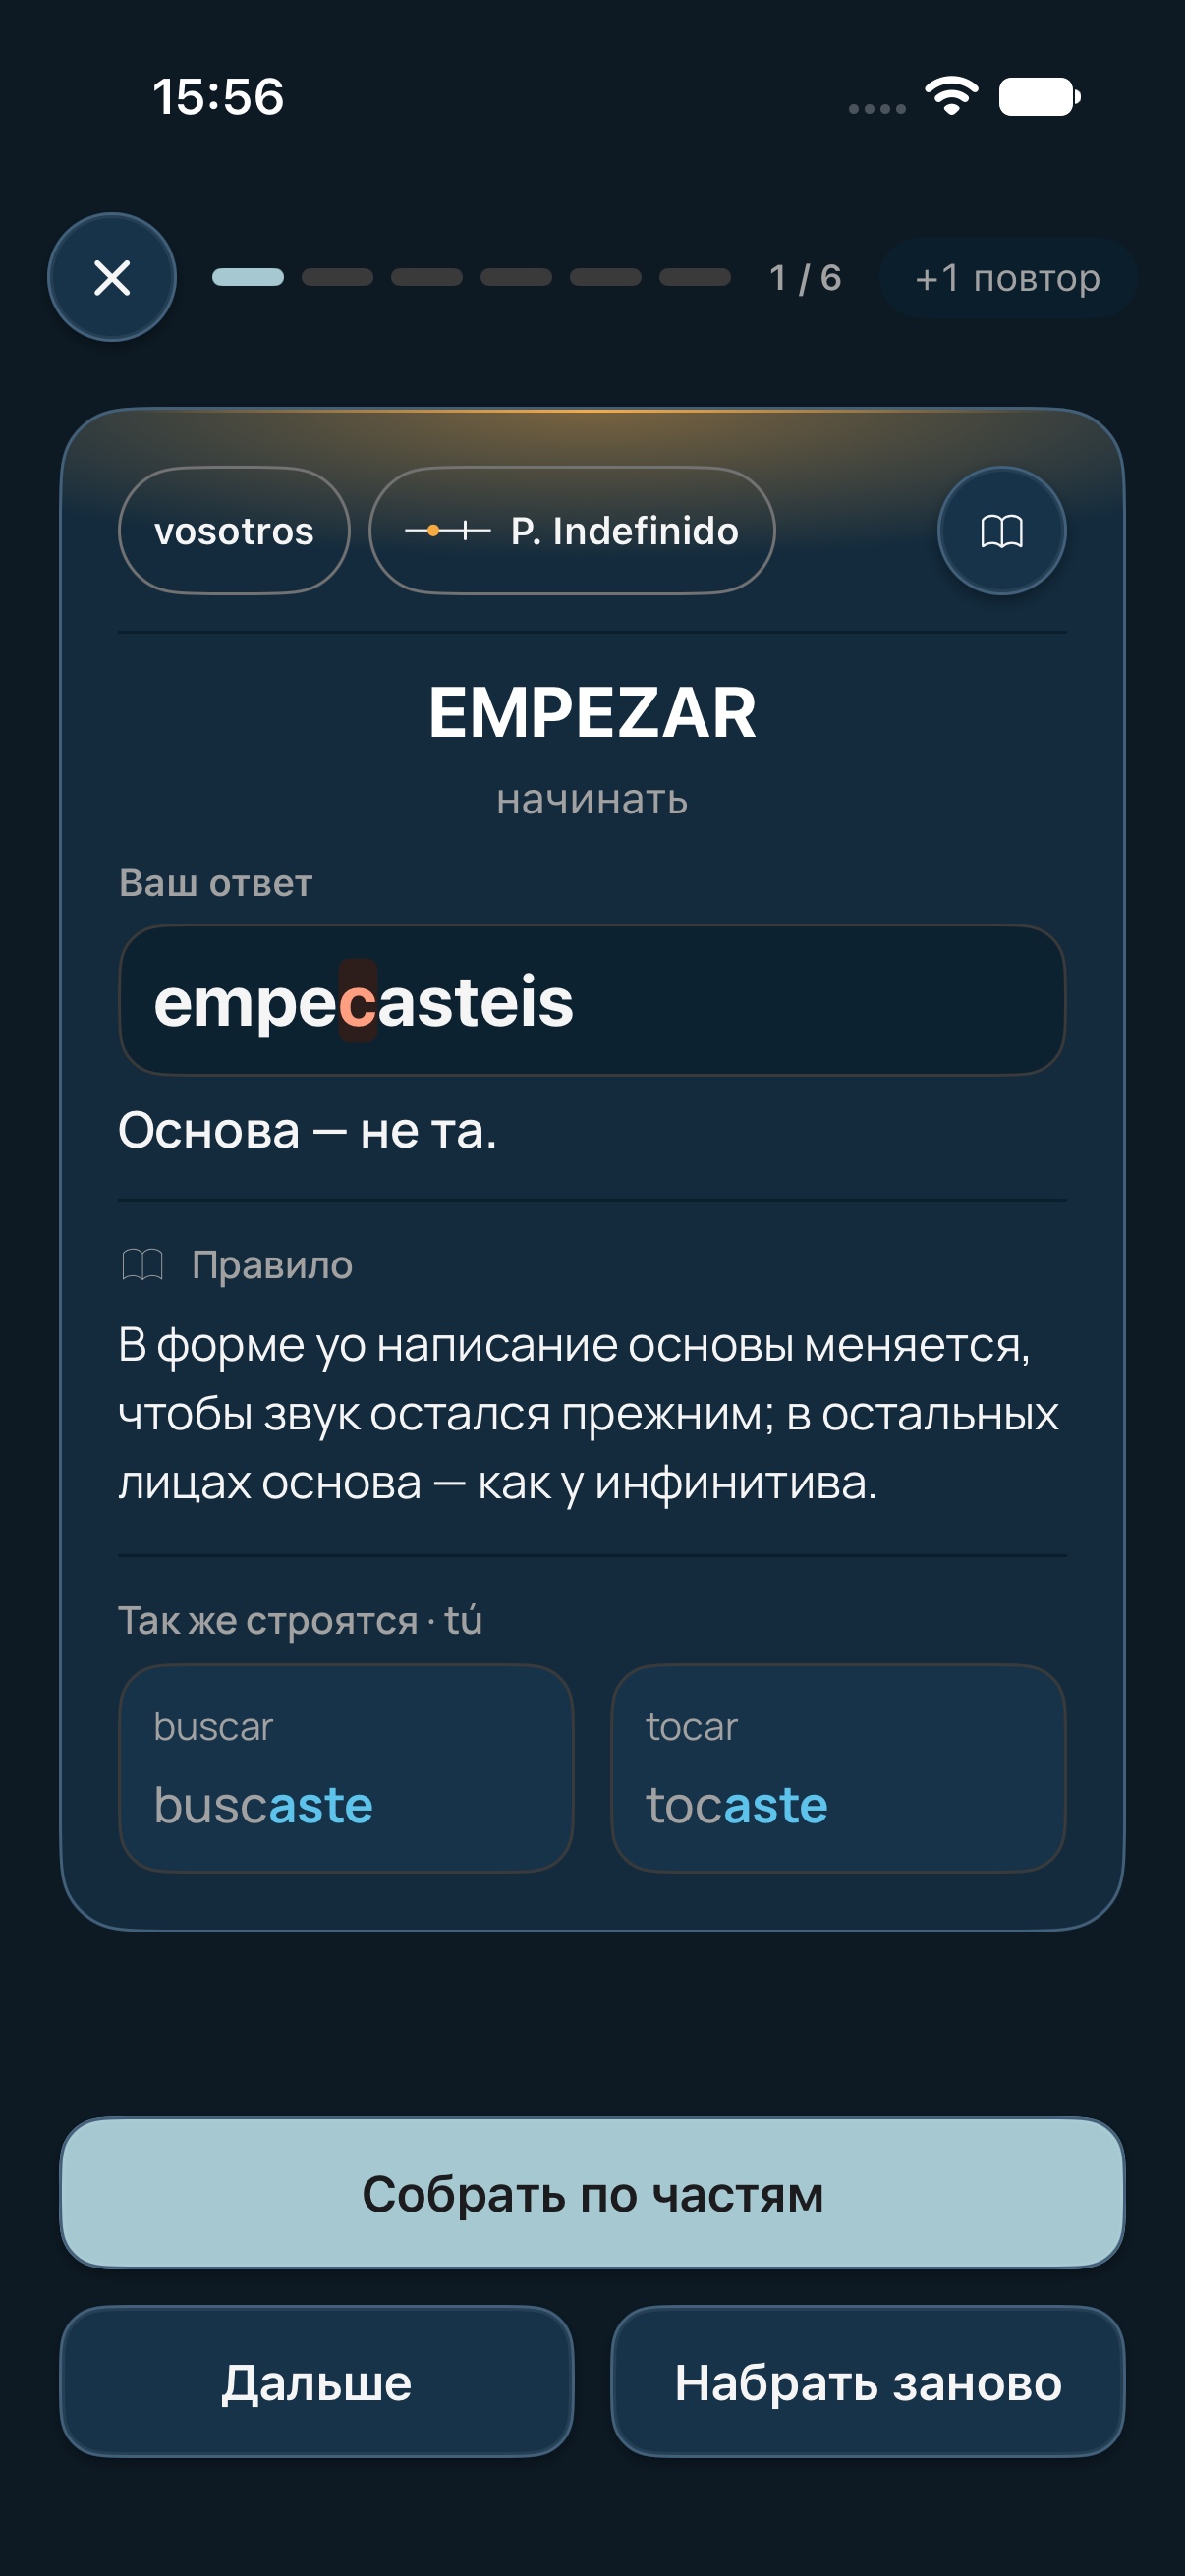 15:56
1 / 6
+1 повтор
vosotros
P. Indefinido
EMPEZAR
начинать
Ваш ответ
empecasteis
Основа — не та.
Правило
В форме yo написание основы меняется,
чтобы звук остался прежним; в остальных
лицах основа — как у инфинитива.
Так же строятся · tú
buscar
tocar
buscaste
tocaste
Собрать по частям
Дальше
Набрать заново